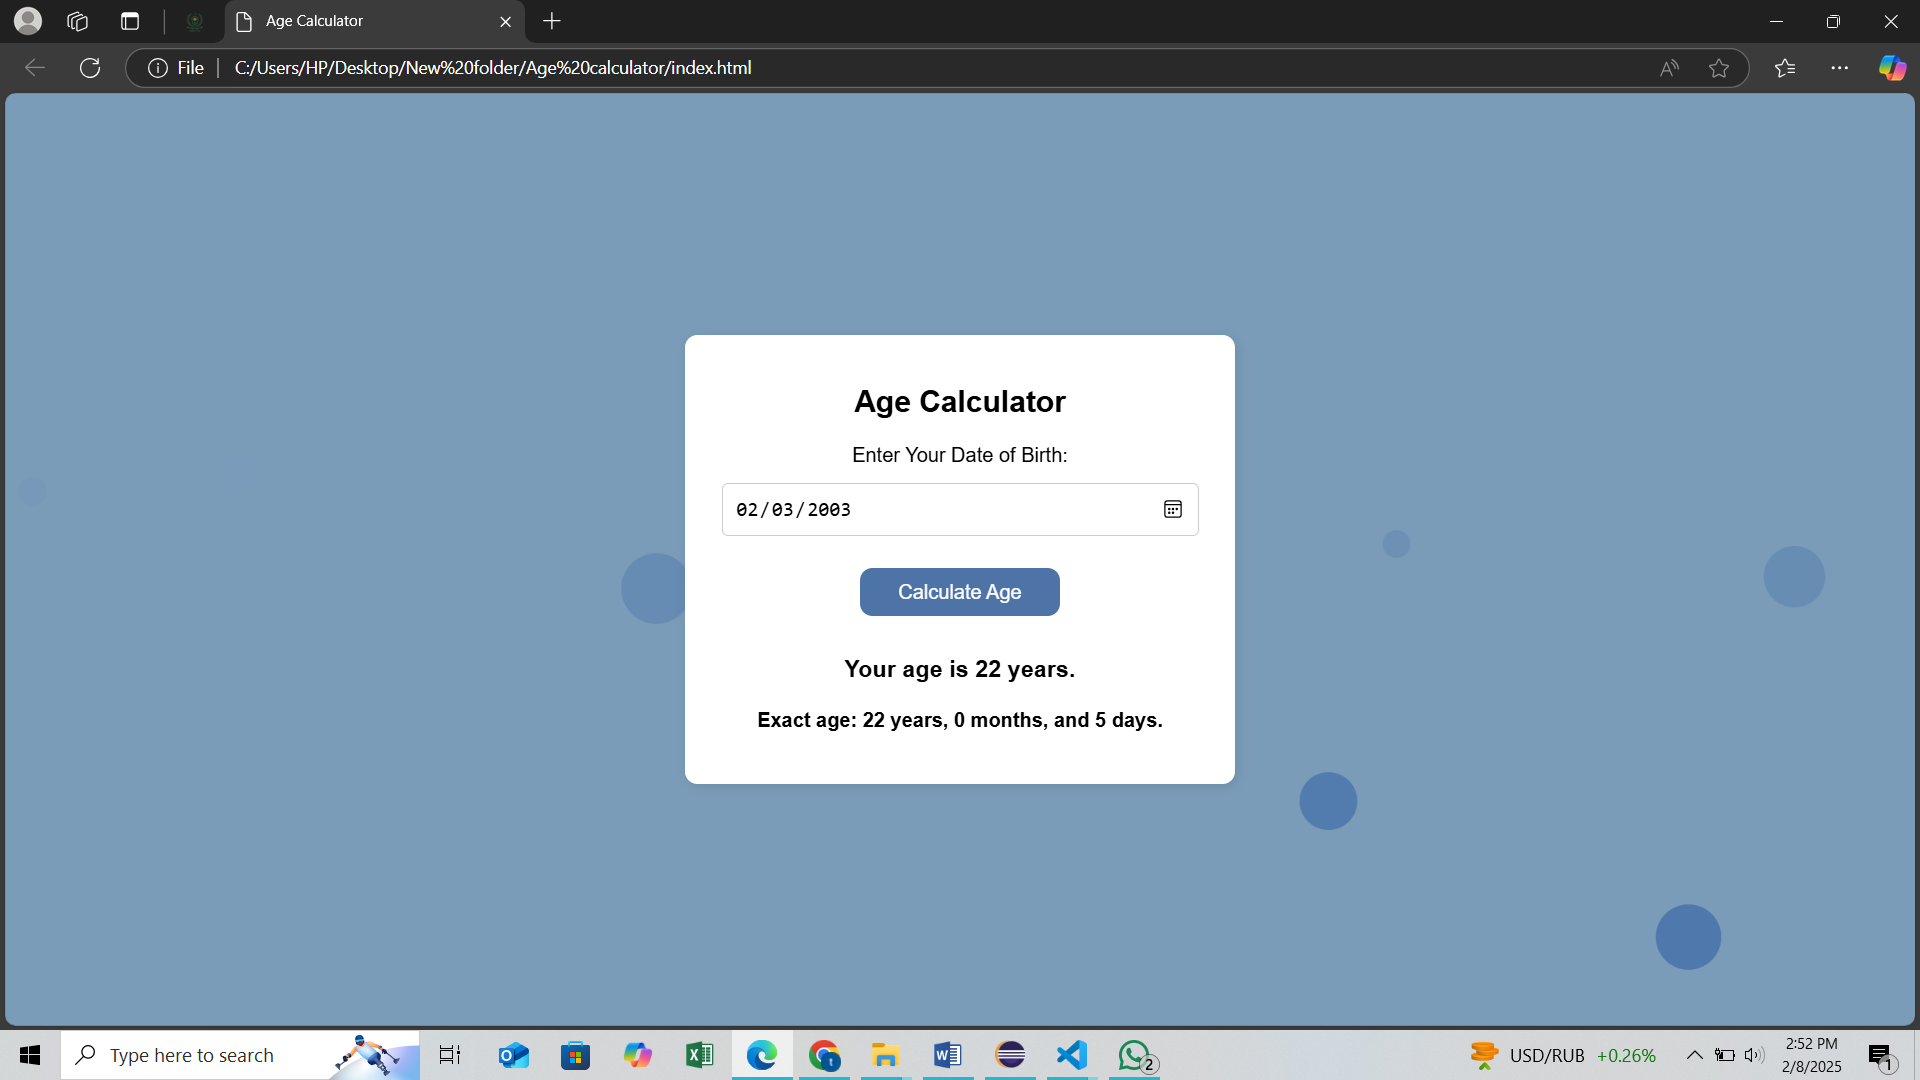 Age Calculator
File
C:/Users/HP/Desktop/New%20folder/Age%20calculator/index.html
Age Calculator
Enter Your Date of Birth:
02/03/2003
Calculate Age
Your age is 22 years.
Exact age: 22 years, 0 months, and 5 days.
Type here to search
2
USD/RUB +0.26%
2:52 PM
2/8/2025
1